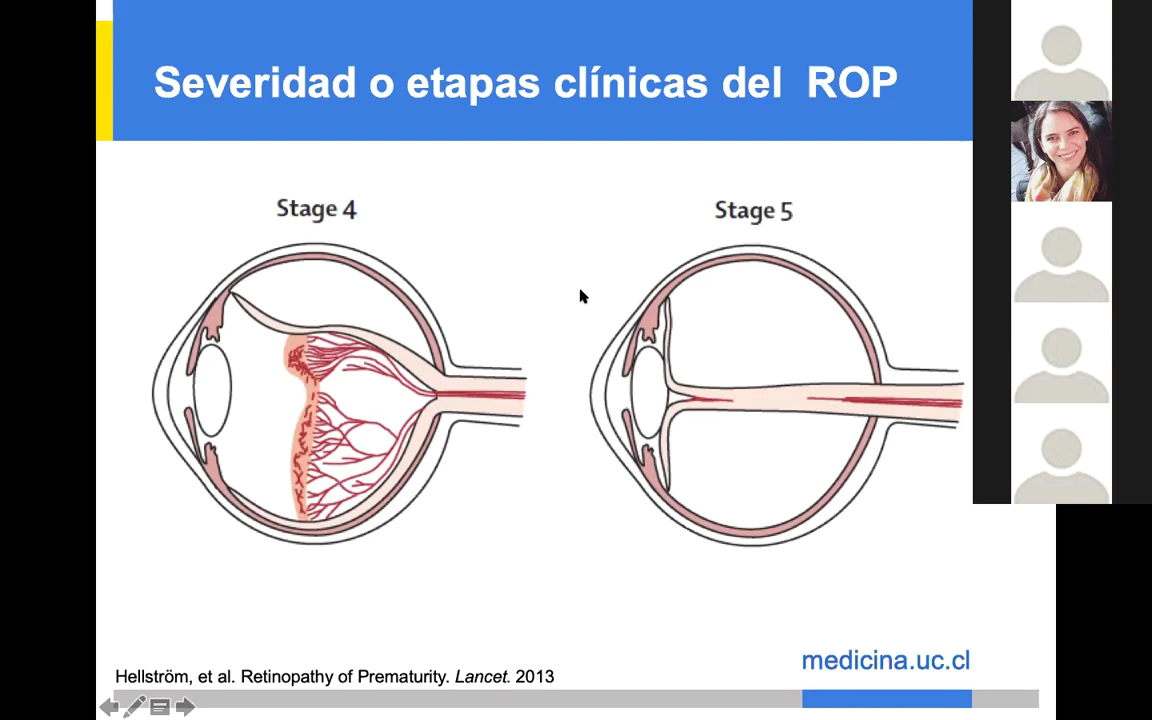 Severidad o etapas clínicas del  ROP
Stage 4
Stage 5
medicina.uc.cl
Hellström, et al. Retinopathy of Prematurity. Lancet. 2013